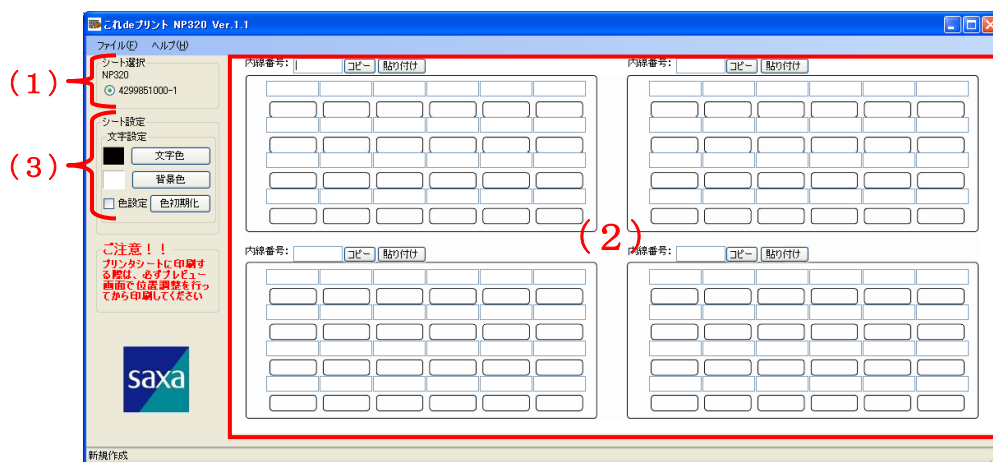 これdeプリント NP320 Ver.1.1
ファイル(F) ヘルプ(H)
シート選択
NP320
4299851000-1
(1)
シート設定
文字設定
文字色
背景色
色設定 色初期化
(3)
ご注意！！
プリンタシートに印刷す
る際は、必ずプレビュー
画面で位置調整を行っ
てから印刷してください
saxa
内線番号: コピー 貼り付け
内線番号: コピー 貼り付け
(2)
内線番号: コピー 貼り付け
内線番号: コピー 貼り付け
新規作成